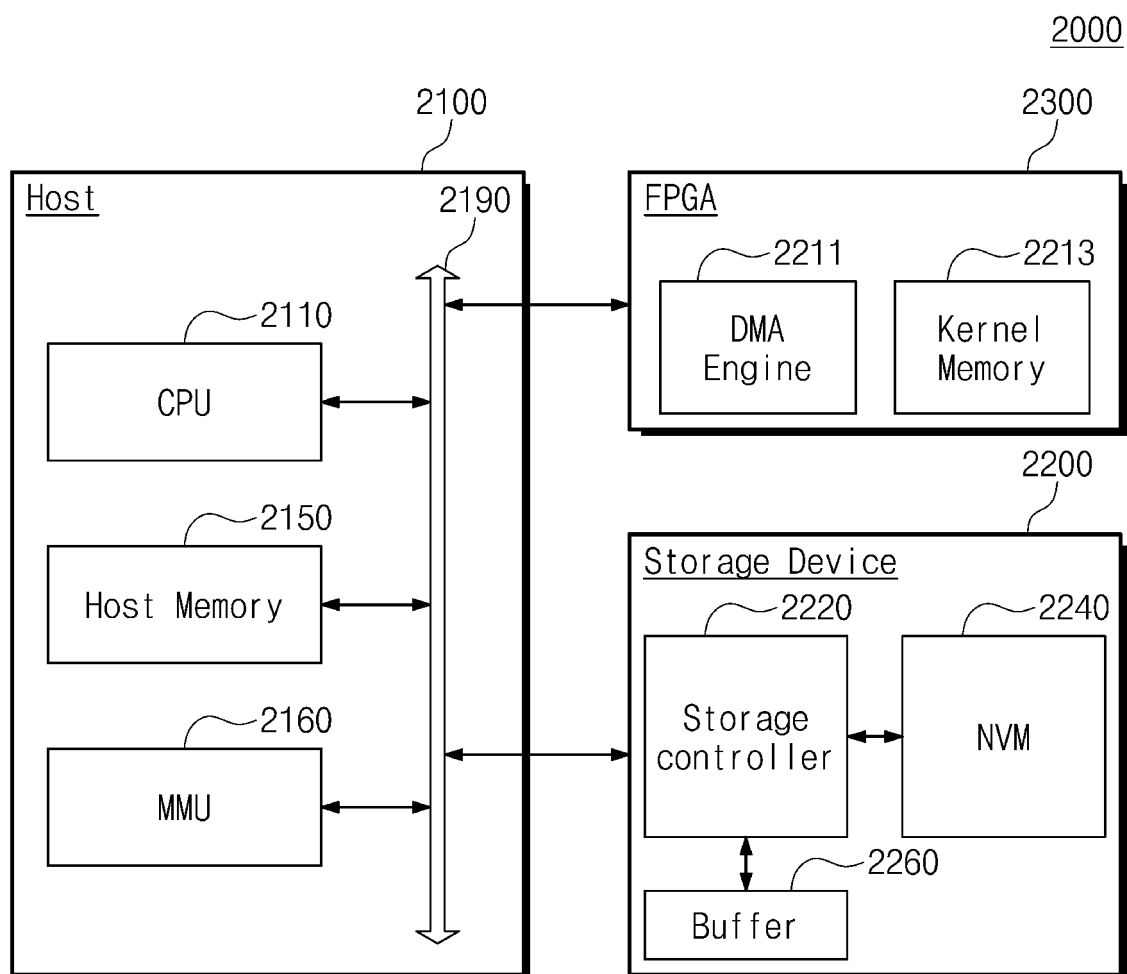 2000
2100
2300
Host
2190
FPGA
2211
2213
DMA
Engine
Kernel
Memory
2110
CPU
2200
2150
Host Memory
Storage Device
2220
2240
Storage
controller
NVM
2160
MMU
2260
Buffer